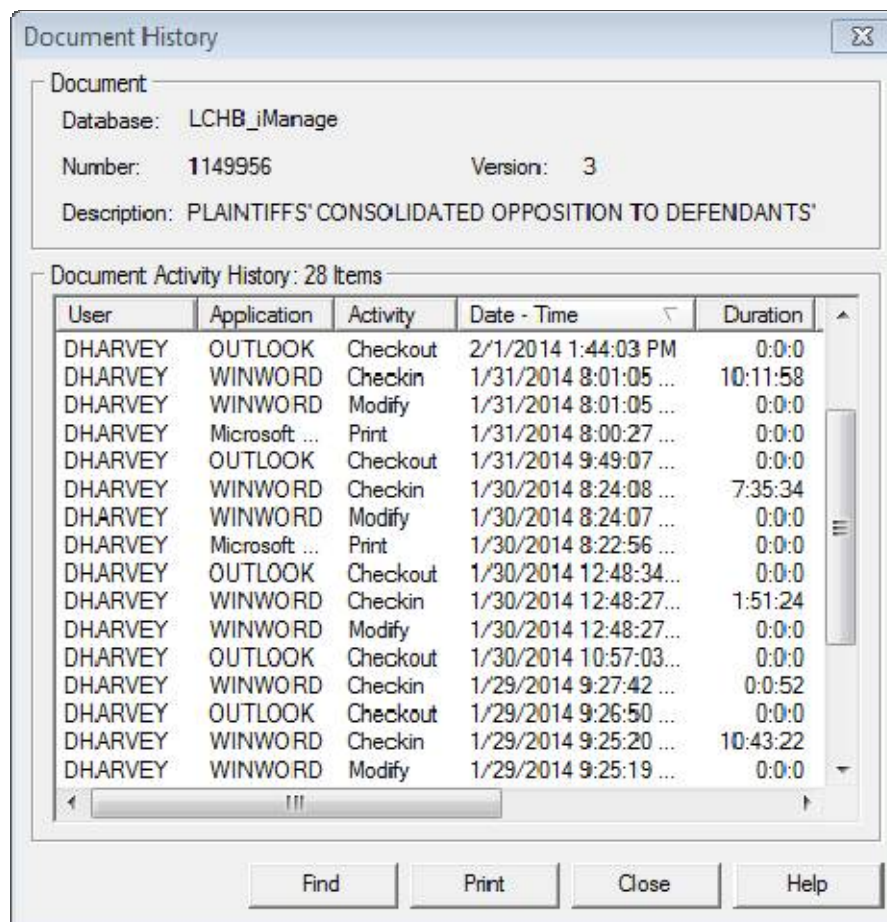 Document History
Document
Database: LCHB_iManage
Number: 1149956 Version: 3
Description: PLAINTIFFS' CONSOLIDATED OPPOSITION TO DEFENDANTS'
Document Activity History: 28 Items
User Application Activity Date - Time Duration
DHARVEY OUTLOOK Checkout 2/1/2014 1:44:03 PM 0:0:0
DHARVEY WINWORD Checkin 1/31/2014 8:01:05 ... 10:11:58
DHARVEY WINWORD Modify 1/31/2014 8:01:05 ... 0:0:0
DHARVEY Microsoft ... Print 1/31/2014 8:00:27 ... 0:0:0
DHARVEY OUTLOOK Checkout 1/31/2014 9:49:07 ... 0:0:0
DHARVEY WINWORD Checkin 1/30/2014 8:24:08 ... 7:35:34
DHARVEY WINWORD Modify 1/30/2014 8:24:07 ... 0:0:0
DHARVEY Microsoft ... Print 1/30/2014 8:22:56 ... 0:0:0
DHARVEY OUTLOOK Checkout 1/30/2014 12:48:34... 0:0:0
DHARVEY WINWORD Checkin 1/30/2014 12:48:27... 1:51:24
DHARVEY WINWORD Modify 1/30/2014 12:48:27... 0:0:0
DHARVEY OUTLOOK Checkout 1/30/2014 10:57:03... 0:0:0
DHARVEY WINWORD Checkin 1/29/2014 9:27:42 ... 0:0:52
DHARVEY OUTLOOK Checkout 1/29/2014 9:26:50 ... 0:0:0
DHARVEY WINWORD Checkin 1/29/2014 9:25:20 ... 10:43:22
DHARVEY WINWORD Modify 1/29/2014 9:25:19 ... 0:0:0
Find Print Close Help